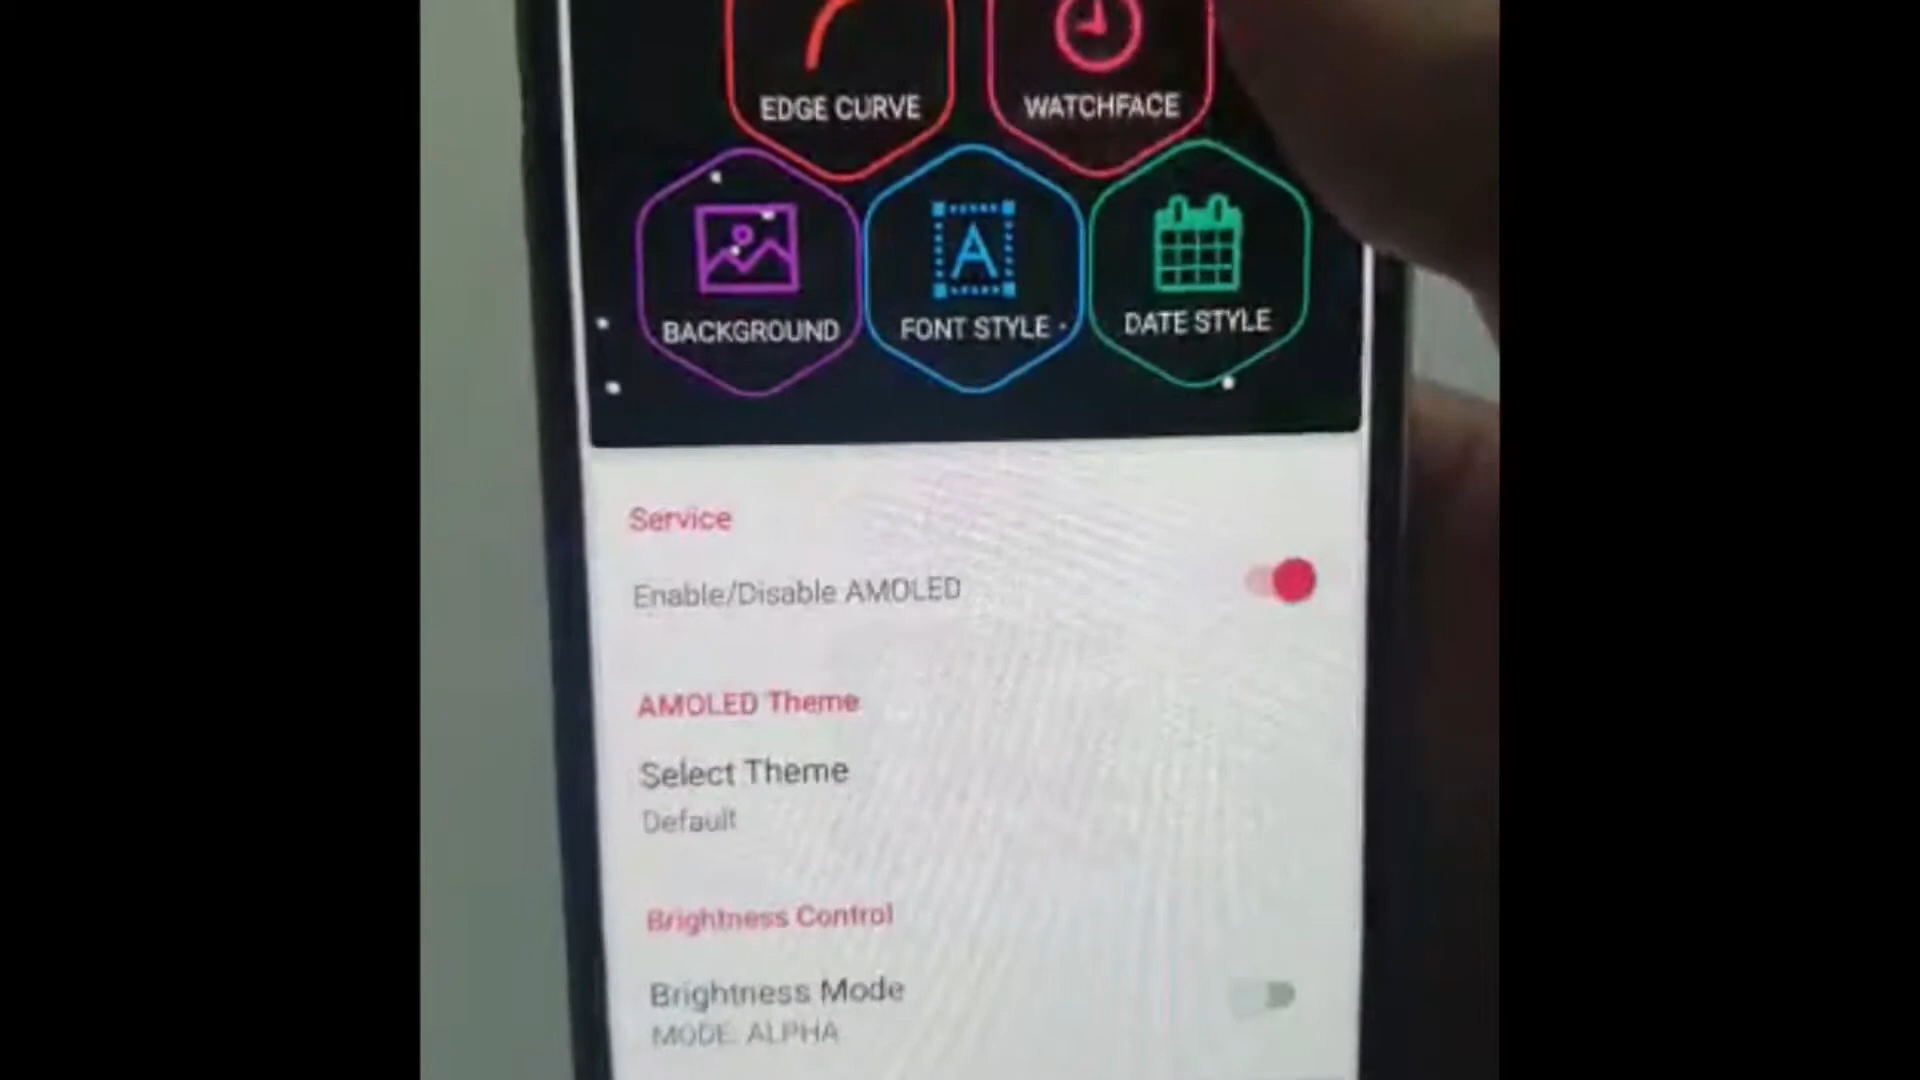 EDGE CURVE
WATCHFACE
BACKGROUND
FONT STYLE
DATE STYLE
Service
Enable/Disable AMOLED
AMOLED Theme
Select Theme
Default
Brightness Control
Brightness Mode
MODE: ALPHA